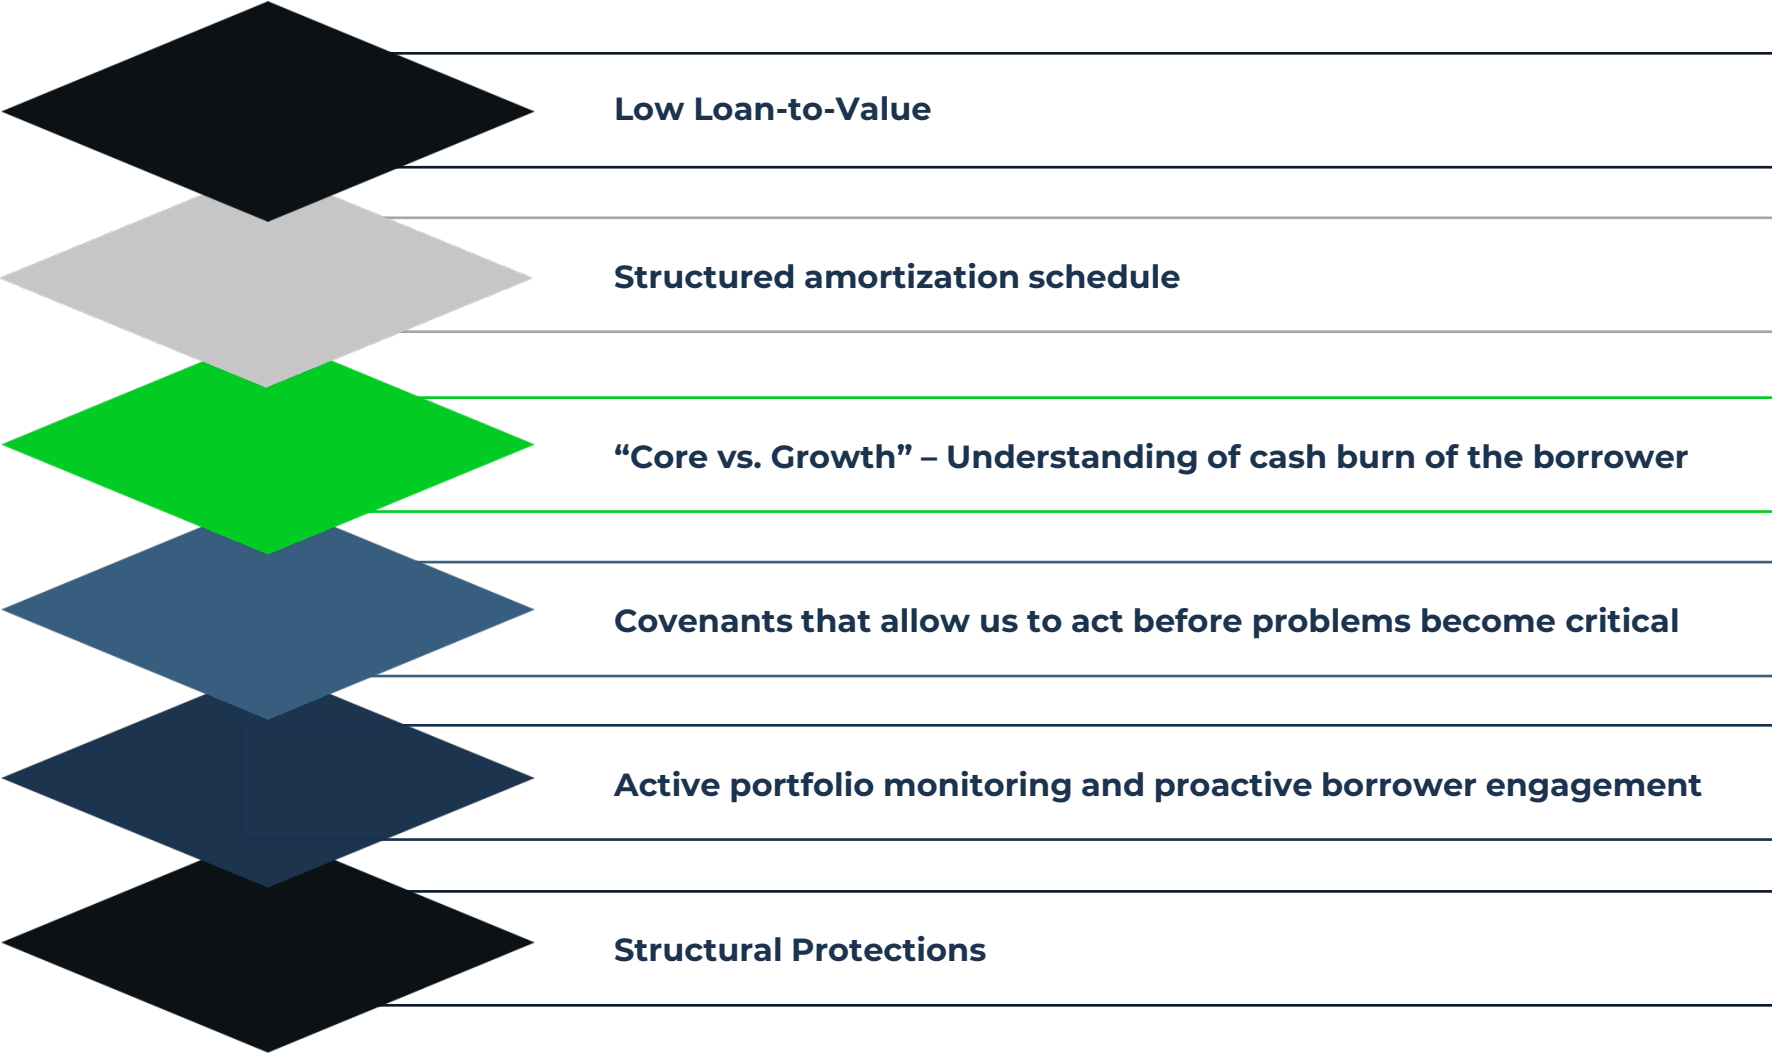 Low Loan-to-Value
Structured amortization schedule
“Core vs. Growth” – Understanding of cash burn of the borrower
Covenants that allow us to act before problems become critical
Active portfolio monitoring and proactive borrower engagement
Structural Protections